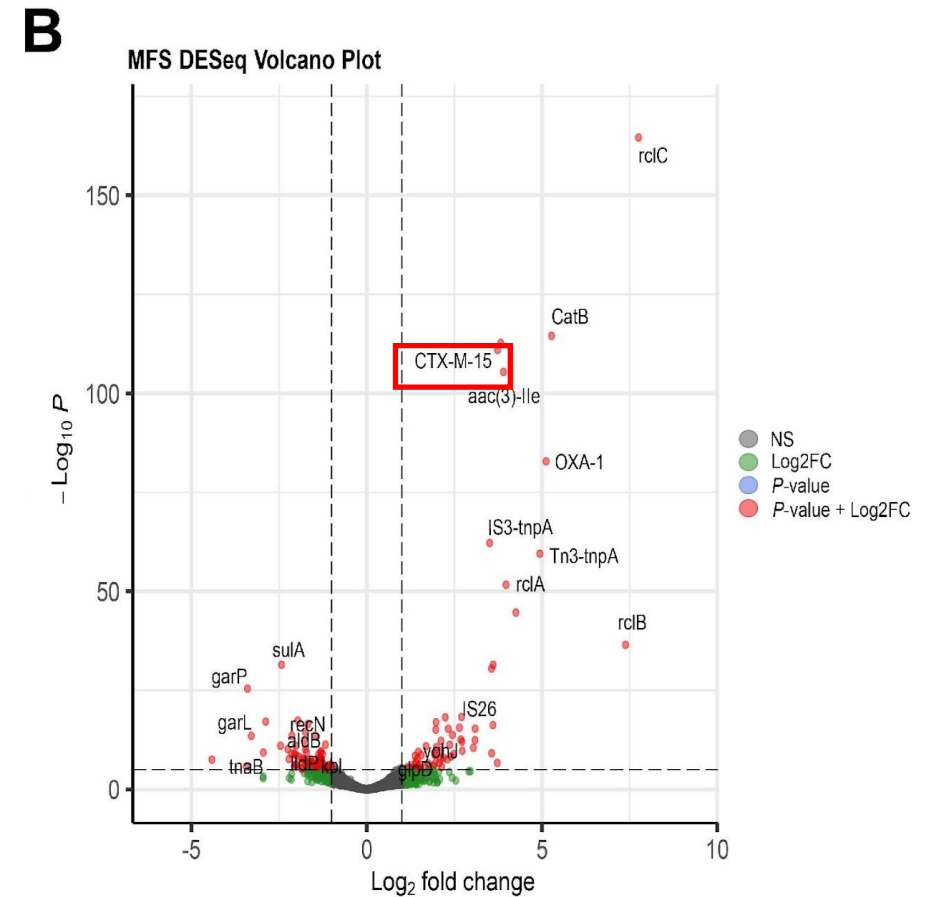 B
MFS DESeq Volcano Plot
rclC
150
CatB
CTX-M-15
100
aac(3)-IIe
OXA-1
NS
Log2FC
P-value
P-value + Log2FC
− Log10 P
IS3-tnpA
Tn3-tnpA
50
rclA
rclB
sulA
garP
IS26
garL
recN
aldB
yohJ
tnaB
lldP
kbl
glpD
0
-5
0
5
10
Log2 fold change